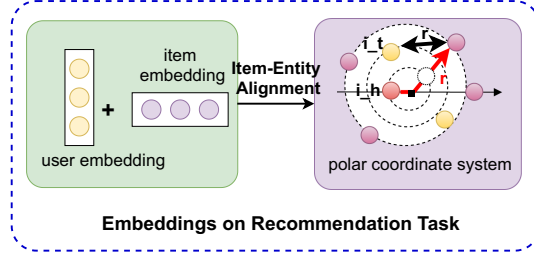 item
embedding
+
user embedding
Item-Entity
Alignment
i_t
r
r
i_h
polar coordinate system
Embeddings on Recommendation Task